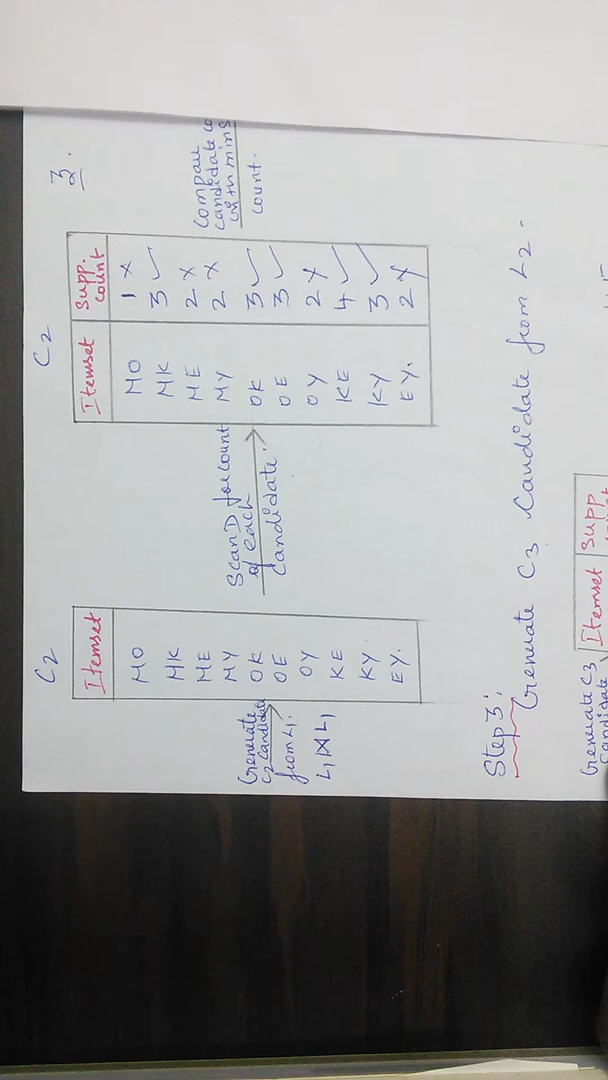 3.
C2
Itemset
MO
MK
ME
MY
OK
OE
OY
KE
KY
EY.
Generate
C2 Candidate
from L1.
L1 ⋈ L1
Scan D for count
of each
Candidate.
C2
Itemset Supp. count
MO 1 ×
MK 3 ✓
ME 2 ×
MY 2 ×
OK 3 ✓
OE 3 ✓
OY 2 ×
KE 4 ✓
KY 3 ✓
EY. 2 ×
Compare
candidate
with mins
count.
Step 3:
Generate C3 Candidate from L2.
Generate C3
Candidate
Itemset Supp.